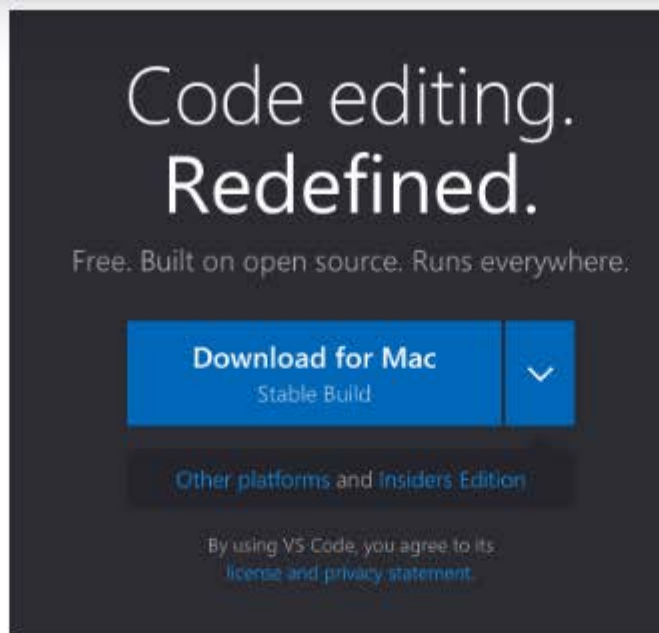 Code editing.
Redefined.
Free. Built on open source. Runs everywhere.
Download for Mac
Stable Build
Other platforms and Insiders Edition
By using VS Code, you agree to its
license and privacy statement.